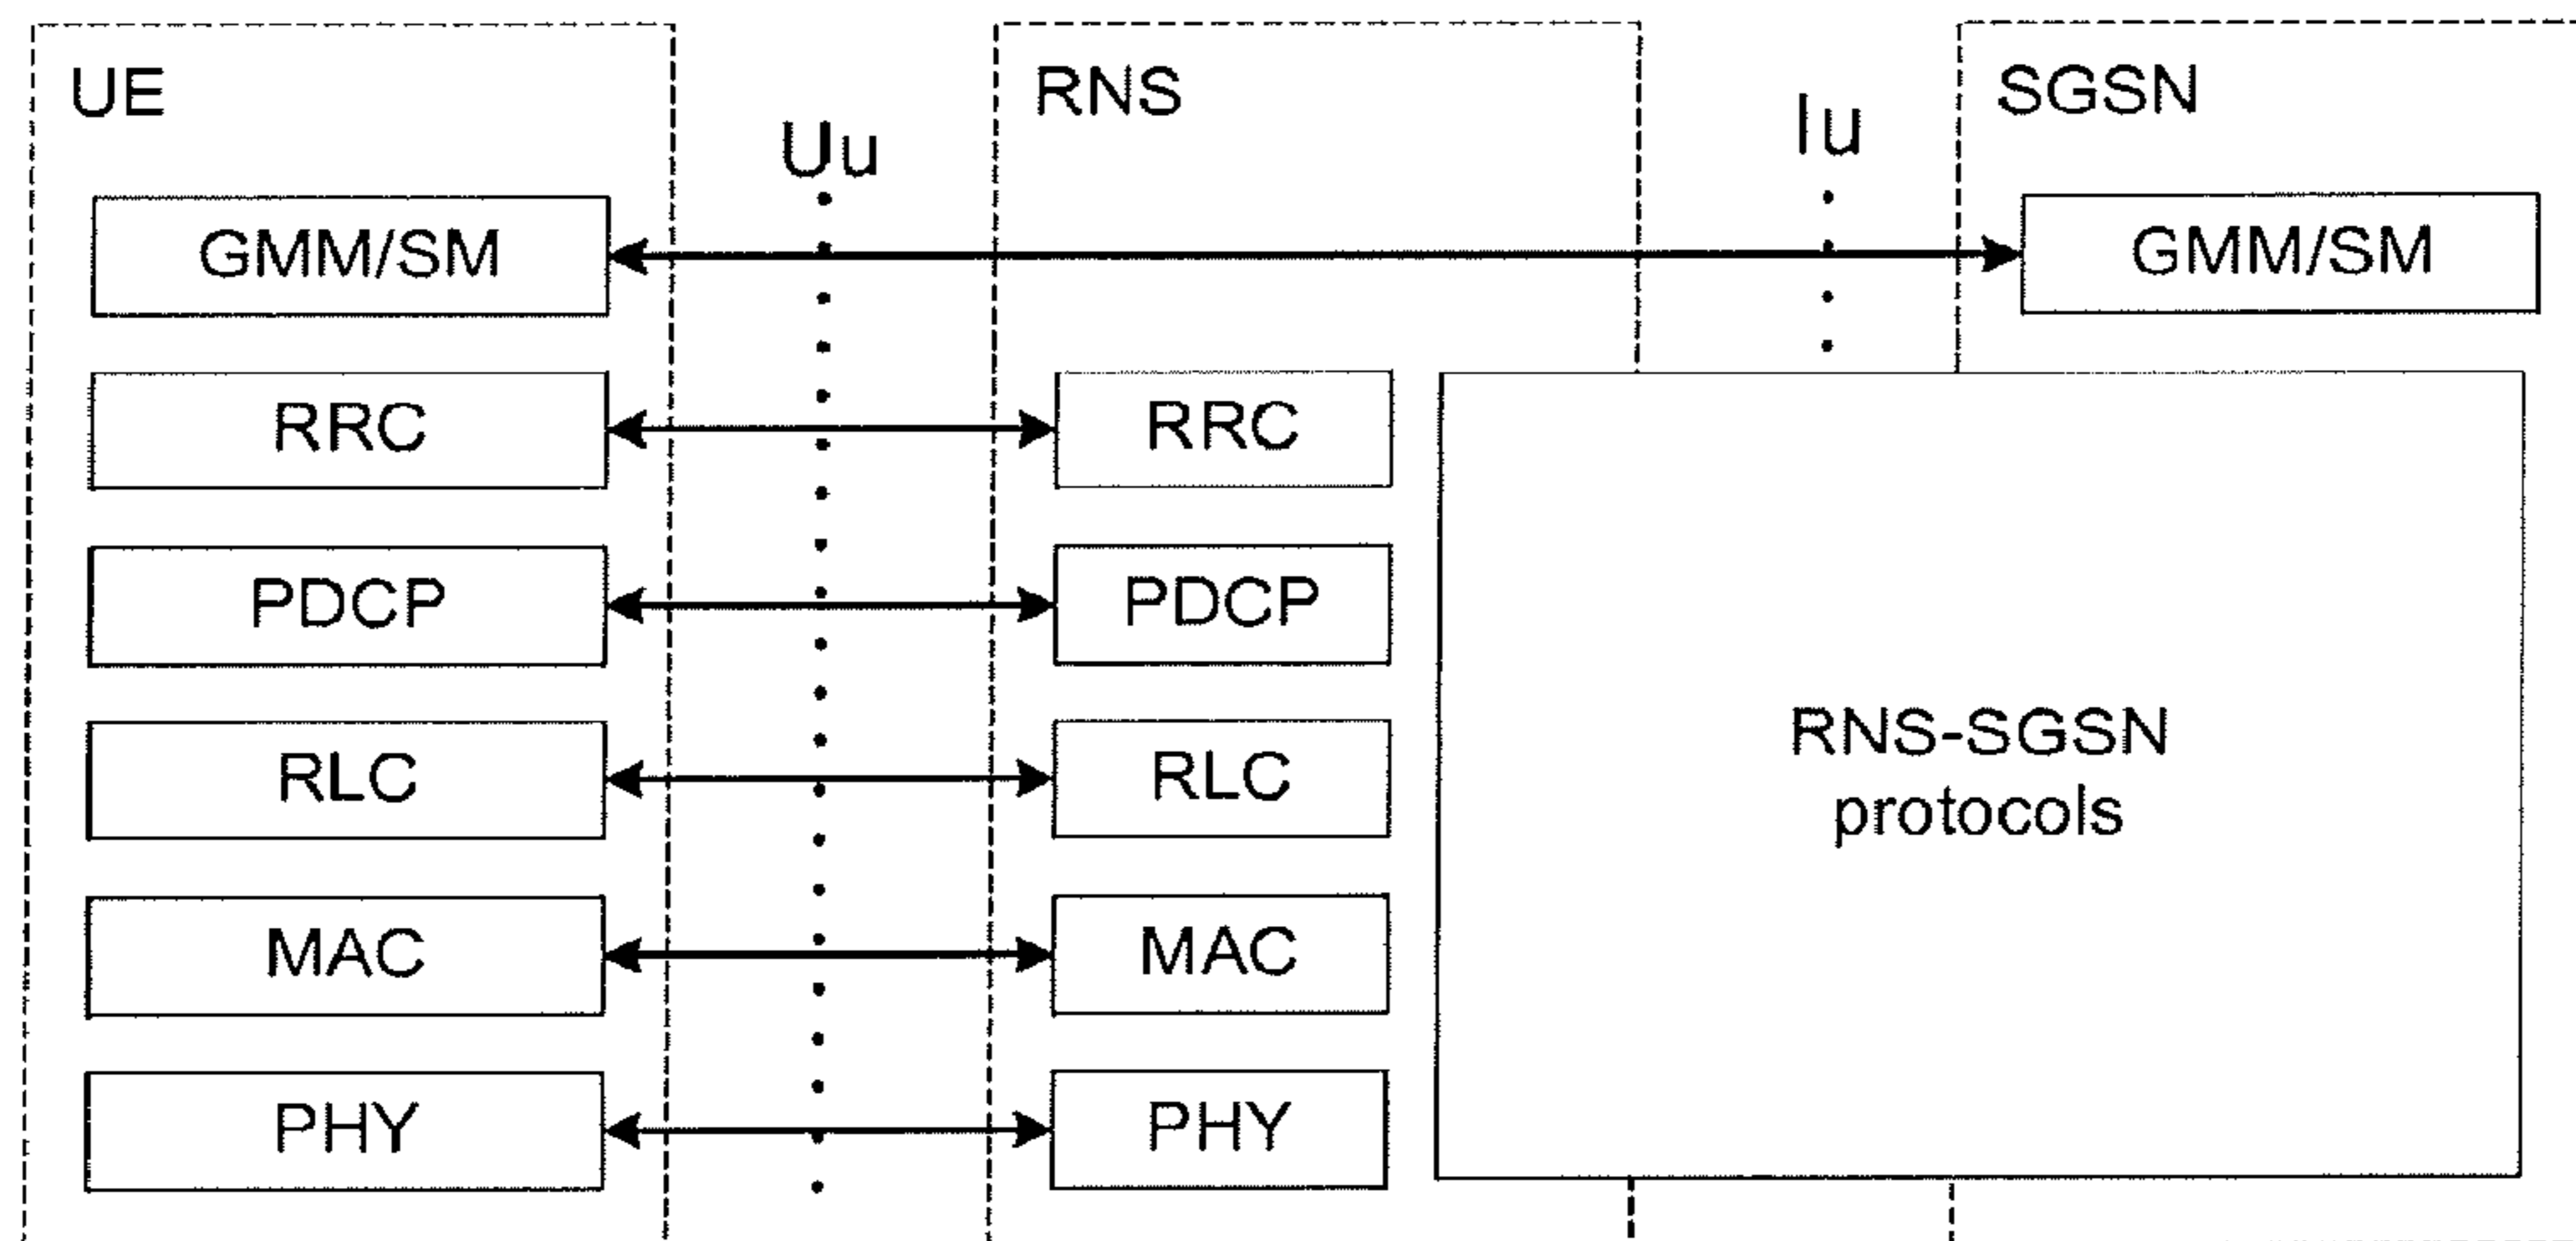 UE
RNS
SGSN
Uu
Iu
GMM/SM
GMM/SM
RRC
RRC
PDCP
PDCP
RLC
RLC
RNS-SGSN
protocols
MAC
MAC
PHY
PHY